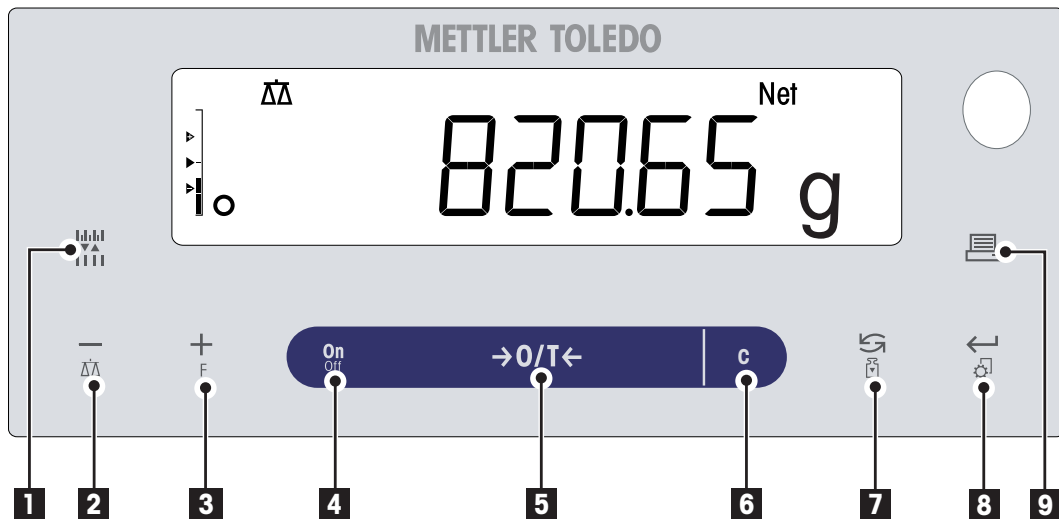 METTLER TOLEDO
Net
820.65 g
F
On
Off
→0/T←
C
1 2 3 4 5 6 7 8 9